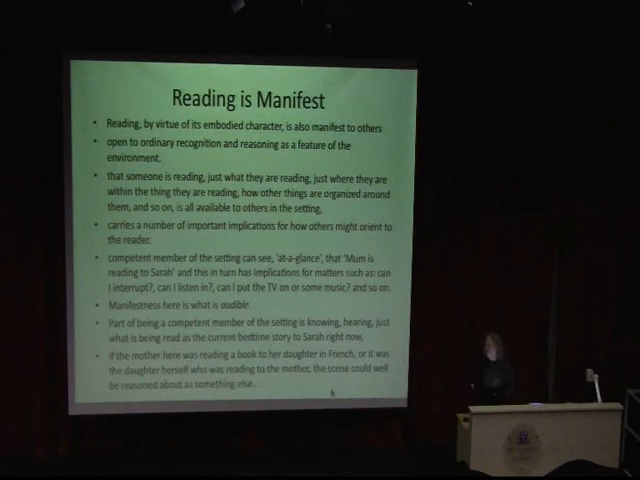 Reading is Manifest
• Reading, by virtue of its embodied character, is also manifest to others
• open to ordinary recognition and reasoning as a feature of the
environment.
• that someone is reading, just what they are reading, just where they are
within the thing they are reading, how other things are organized around
them, and so on, is all available to others in the setting,
• carries a number of important implications for how others might orient to
the reader.
• competent member of the setting can see, 'at-a-glance', that 'Mum is
reading to Sarah' and this in turn has implications for matters such as: can
I interrupt?, can I listen in?, can I put the TV on or some music? and so on.
• Manifestness here is what is audible.
• Part of being a competent member of the setting is knowing, hearing, just
what is being read as the current bedtime story to Sarah right now,
• if the mother here was reading a book to her daughter in French, or it was
the daughter herself who was reading to the mother, the scene could well
be reasoned about as something else.